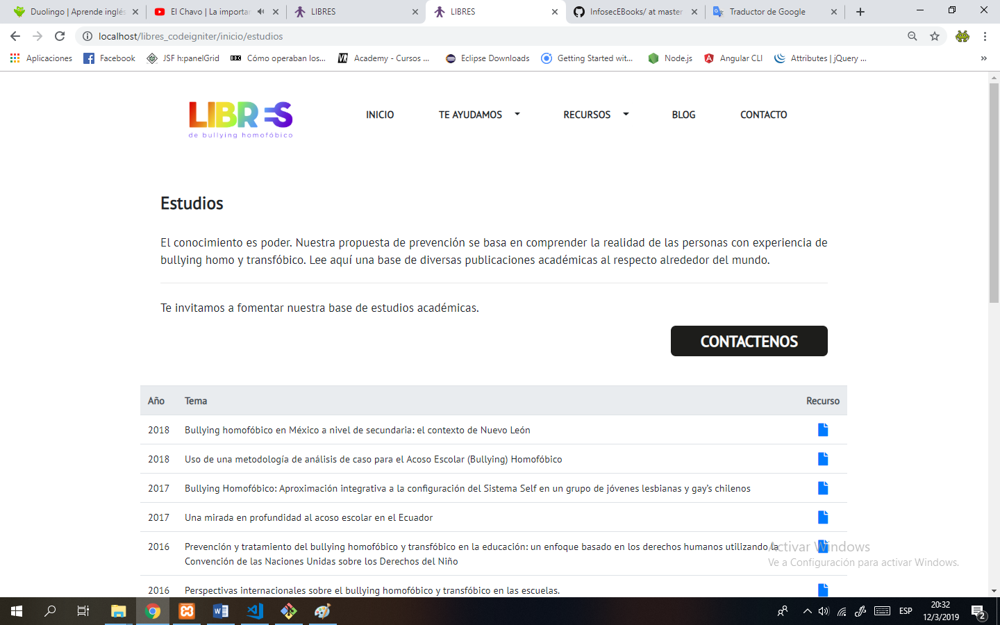 Duolingo | Aprende inglés
El Chavo | La importan
LIBRES
LIBRES
InfosecEBooks/ at master
Traductor de Google
localhost/libres_codeigniter/inicio/estudios
Aplicaciones
Facebook
JSF h:panelGrid
BBC Cómo operaban los...
Academy - Cursos ...
Eclipse Downloads
Getting Started wit...
Node.js
Angular CLI
Attributes | jQuery ...
»
LIBRES
de bullying homofóbico
INICIO
TE AYUDAMOS
RECURSOS
BLOG
CONTACTO
Estudios
El conocimiento es poder. Nuestra propuesta de prevención se basa en comprender la realidad de las personas con experiencia de
bullying homo y transfóbico. Lee aquí una base de diversas publicaciones académicas al respecto alrededor del mundo.
Te invitamos a fomentar nuestra base de estudios académicas.
CONTACTENOS
Año Tema Recurso
2018 Bullying homofóbico en México a nivel de secundaria: el contexto de Nuevo León
2018 Uso de una metodología de análisis de caso para el Acoso Escolar (Bullying) Homofóbico
2017 Bullying Homofóbico: Aproximación integrativa a la configuración del Sistema Self en un grupo de jóvenes lesbianas y gay's chilenos
2017 Una mirada en profundidad al acoso escolar en el Ecuador
2016 Prevención y tratamiento del bullying homofóbico y transfóbico en la educación: un enfoque basado en los derechos humanos utilizando la
Convención de las Naciones Unidas sobre los Derechos del Niño
2016 Perspectivas internacionales sobre el bullying homofóbico y transfóbico en las escuelas.
Activar Windows
Ve a Configuración para activar Windows.
ESP
20:32
12/3/2019
2